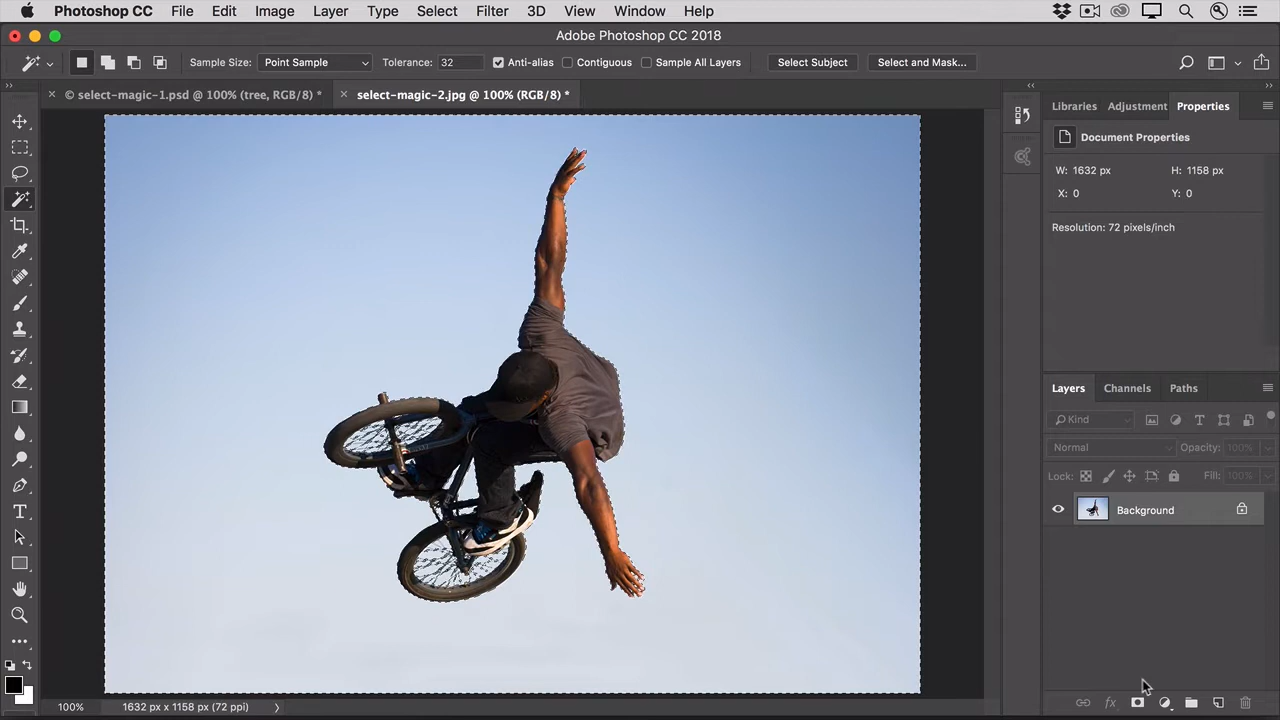 Photoshop CC File Edit Image Layer Type Select Filter 3D View Window Help
Adobe Photoshop CC 2018
Sample Size: Point Sample Tolerance: 32 Anti-alias Contiguous Sample All Layers Select Subject Select and Mask...
© select-magic-1.psd @ 100% (tree, RGB/8) * select-magic-2.jpg @ 100% (RGB/8) *
Libraries Adjustment Properties
Document Properties
W: 1632 px H: 1158 px
X: 0 Y: 0
Resolution: 72 pixels/inch
Layers Channels Paths
Kind
Normal Opacity: 100%
Lock: Fill: 100%
Background
fx
100% 1632 px x 1158 px (72 ppi)